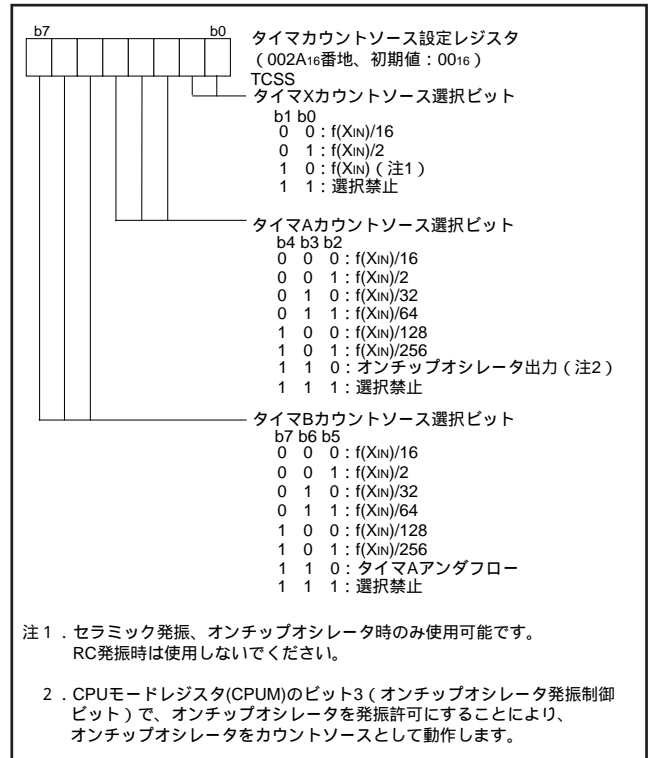 b7 b0
タイマカウントソース設定レジスタ
（002A16番地、初期値：0016）
TCSS
タイマXカウントソース選択ビット
b1 b0
0 0：f(XIN)/16
0 1：f(XIN)/2
1 0：f(XIN)（注1）
1 1：選択禁止
タイマAカウントソース選択ビット
b4 b3 b2
0 0 0：f(XIN)/16
0 0 1：f(XIN)/2
0 1 0：f(XIN)/32
0 1 1：f(XIN)/64
1 0 0：f(XIN)/128
1 0 1：f(XIN)/256
1 1 0：オンチップオシレータ出力（注2）
1 1 1：選択禁止
タイマBカウントソース選択ビット
b7 b6 b5
0 0 0：f(XIN)/16
0 0 1：f(XIN)/2
0 1 0：f(XIN)/32
0 1 1：f(XIN)/64
1 0 0：f(XIN)/128
1 0 1：f(XIN)/256
1 1 0：タイマAアンダフロー
1 1 1：選択禁止
注1．セラミック発振、オンチップオシレータ時のみ使用可能です。
RC発振時は使用しないでください。
2．CPUモードレジスタ(CPUM)のビット3（オンチップオシレータ発振制御
ビット）で、オンチップオシレータを発振許可にすることにより、
オンチップオシレータをカウントソースとして動作します。